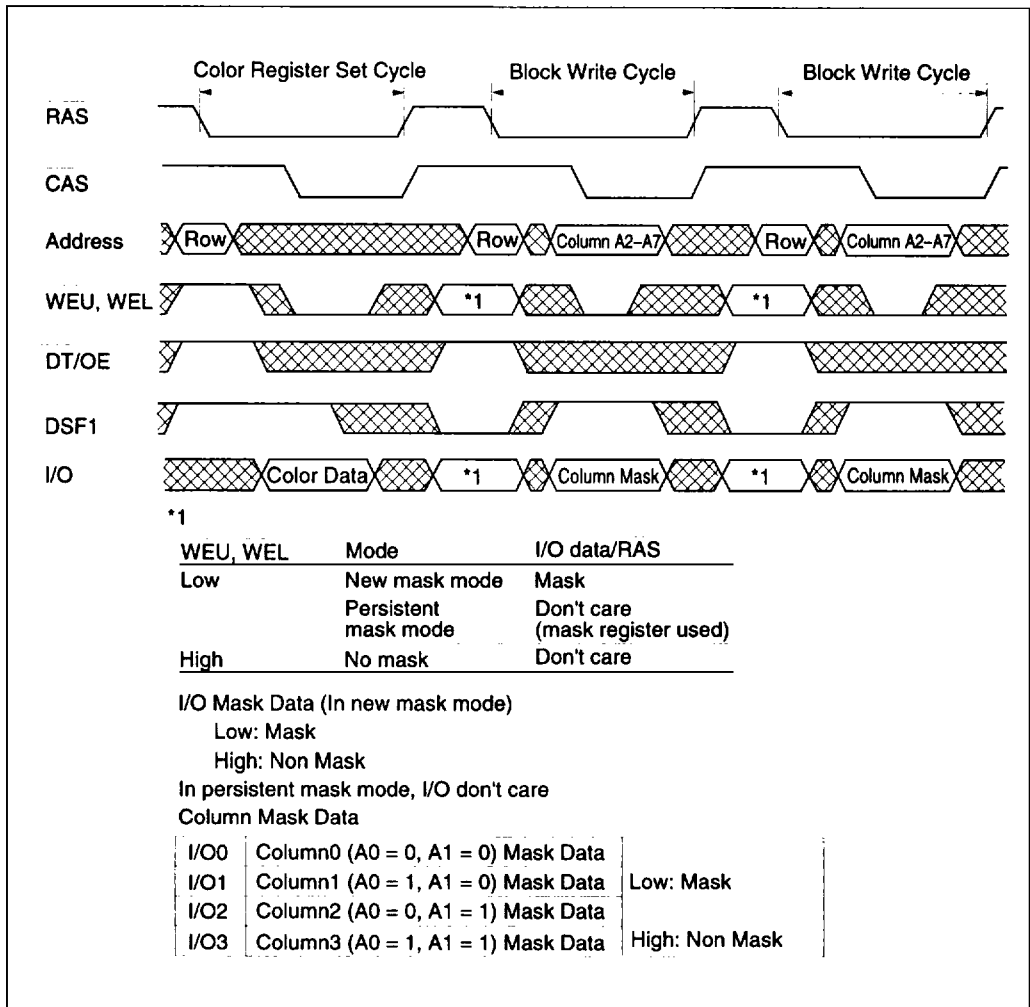 Color Register Set Cycle Block Write Cycle Block Write Cycle
RAS
CAS
Address Row Row Column A2–A7 Row Column A2–A7
WEU, WEL *1 *1
DT/OE
DSF1
I/O Color Data *1 Column Mask *1 Column Mask
*1
WEU, WEL Mode I/O data/RAS
Low New mask mode Mask
Persistent Don't care
mask mode (mask register used)
High No mask Don't care
I/O Mask Data (In new mask mode)
Low: Mask
High: Non Mask
In persistent mask mode, I/O don't care
Column Mask Data
I/O0 Column0 (A0 = 0, A1 = 0) Mask Data
I/O1 Column1 (A0 = 1, A1 = 0) Mask Data Low: Mask
I/O2 Column2 (A0 = 0, A1 = 1) Mask Data
I/O3 Column3 (A0 = 1, A1 = 1) Mask Data High: Non Mask